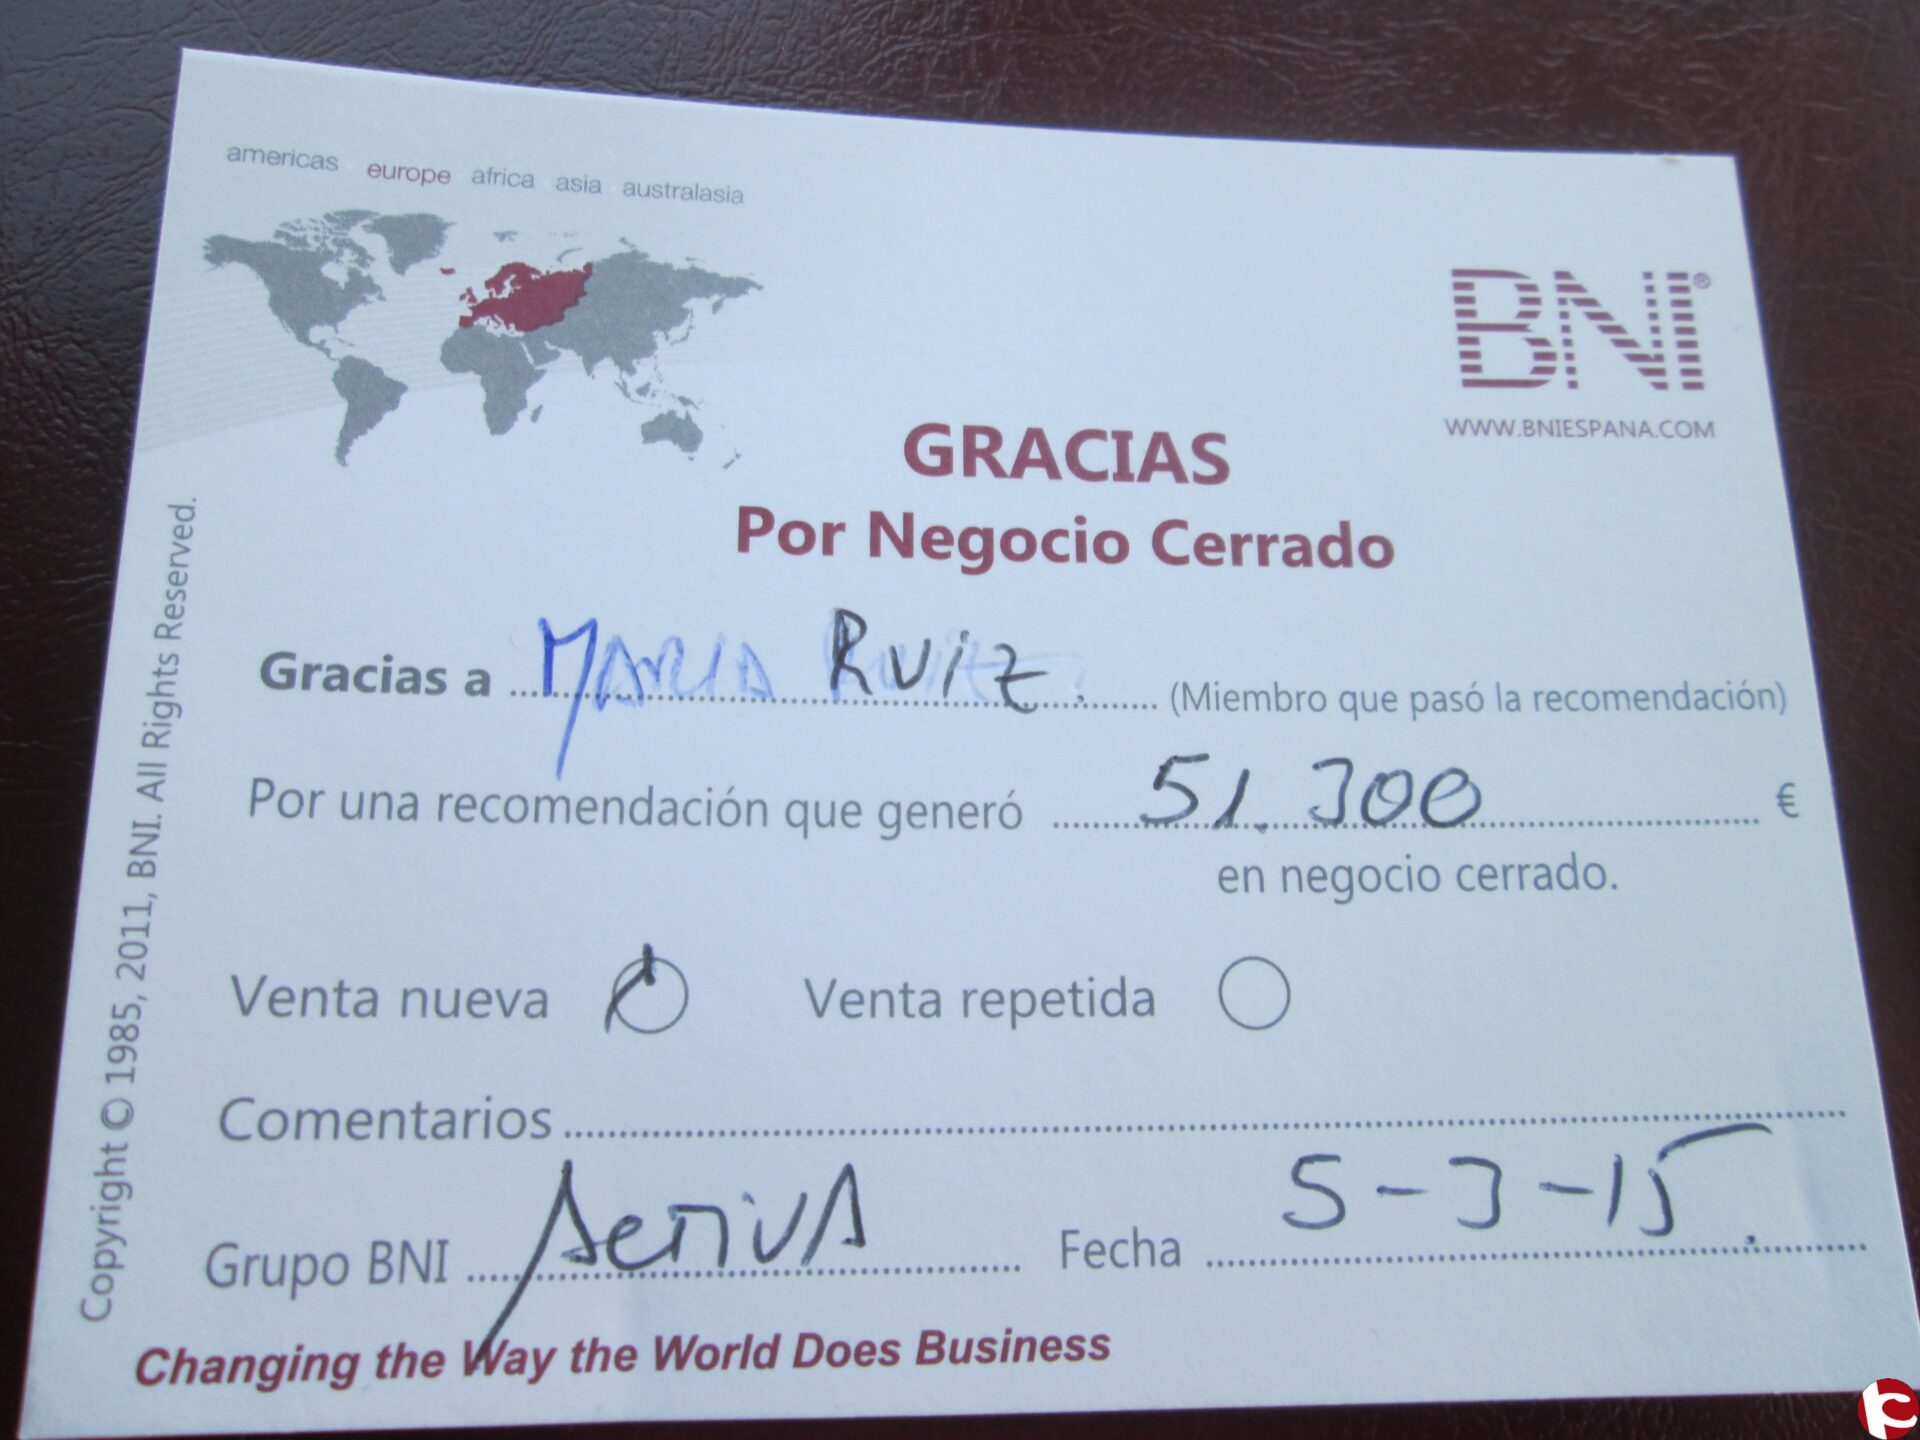 americas europe africa asia australasia
BNI®
WWW.BNIESPANA.COM
GRACIAS
Por Negocio Cerrado
Gracias a MARIA RUIZ. (Miembro que pasó la recomendación)
Por una recomendación que generó 51.300 €
en negocio cerrado.
Venta nueva Venta repetida
Comentarios
Grupo BNI ACTIVA Fecha 5-3-15.
Changing the Way the World Does Business
Copyright © 1985, 2011, BNI. All Rights Reserved.